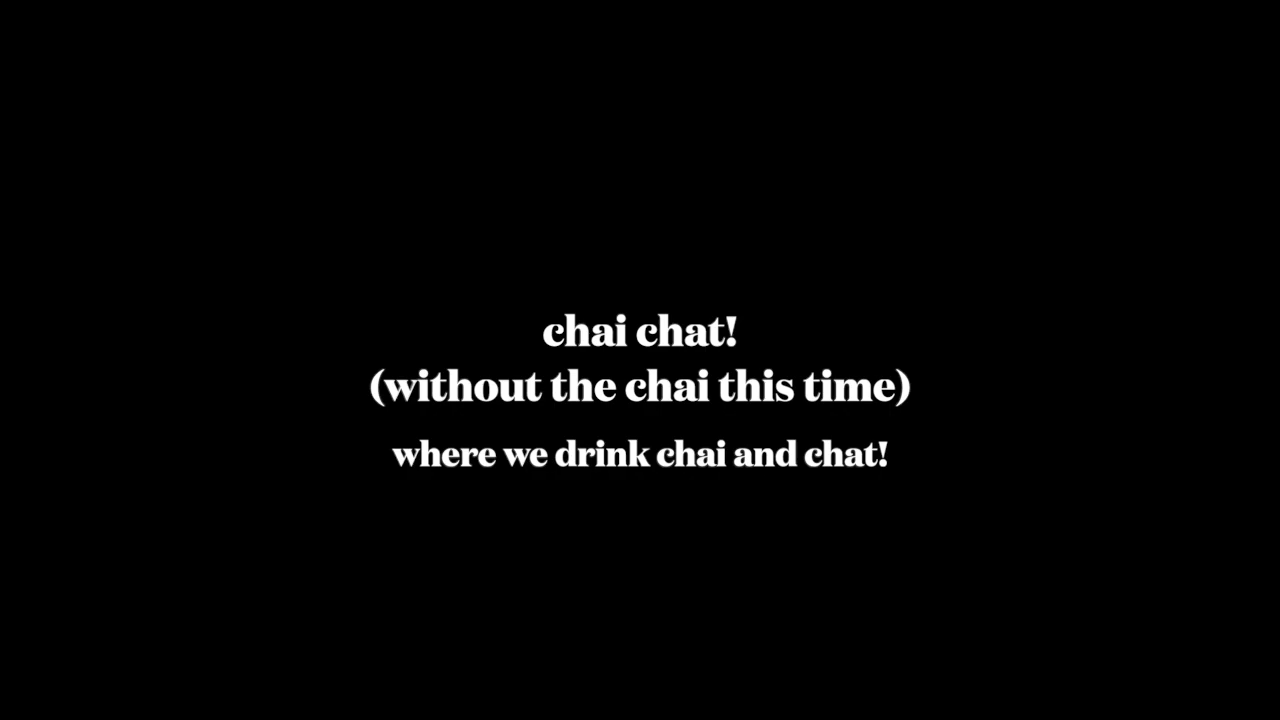 chai chat!
(without the chai this time)
where we drink chai and chat!